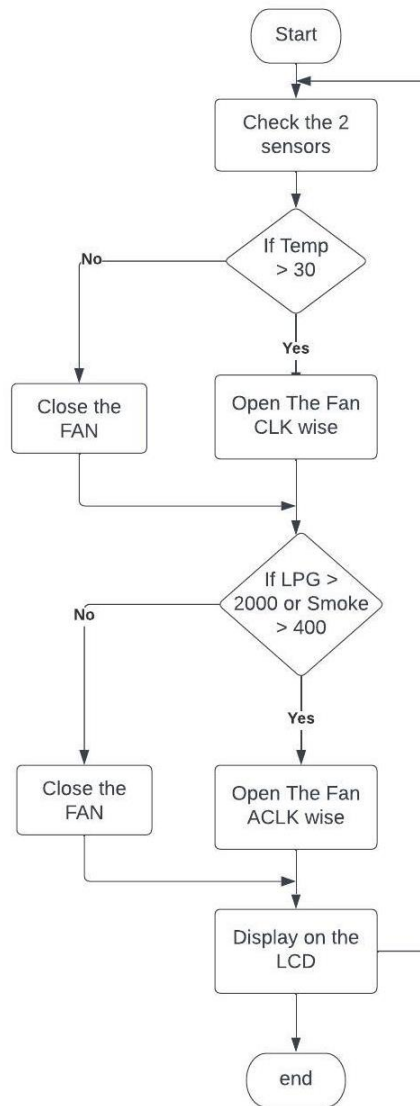 Start
Check the 2
sensors
If Temp
> 30
No
Yes
Close the
FAN
Open The Fan
CLK wise
If LPG >
2000 or Smoke
> 400
No
Yes
Close the
FAN
Open The Fan
ACLK wise
Display on the
LCD
end